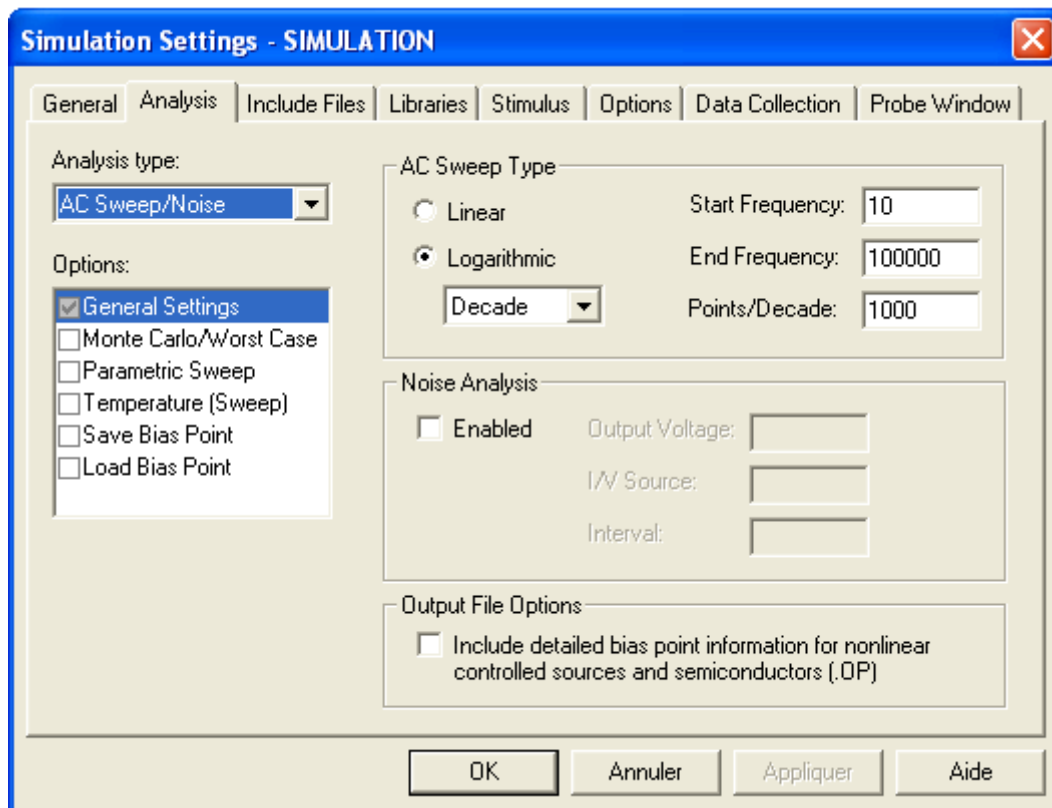 Simulation Settings - SIMULATION
General Analysis Include Files Libraries Stimulus Options Data Collection Probe Window
Analysis type:
AC Sweep/Noise
Options:
General Settings
Monte Carlo/Worst Case
Parametric Sweep
Temperature (Sweep)
Save Bias Point
Load Bias Point
AC Sweep Type
Linear
Logarithmic
Decade
Start Frequency: 10
End Frequency: 100000
Points/Decade: 1000
Noise Analysis
Enabled
Output Voltage:
I/V Source:
Interval:
Output File Options
Include detailed bias point information for nonlinear
controlled sources and semiconductors (.OP)
OK Annuler Appliquer Aide